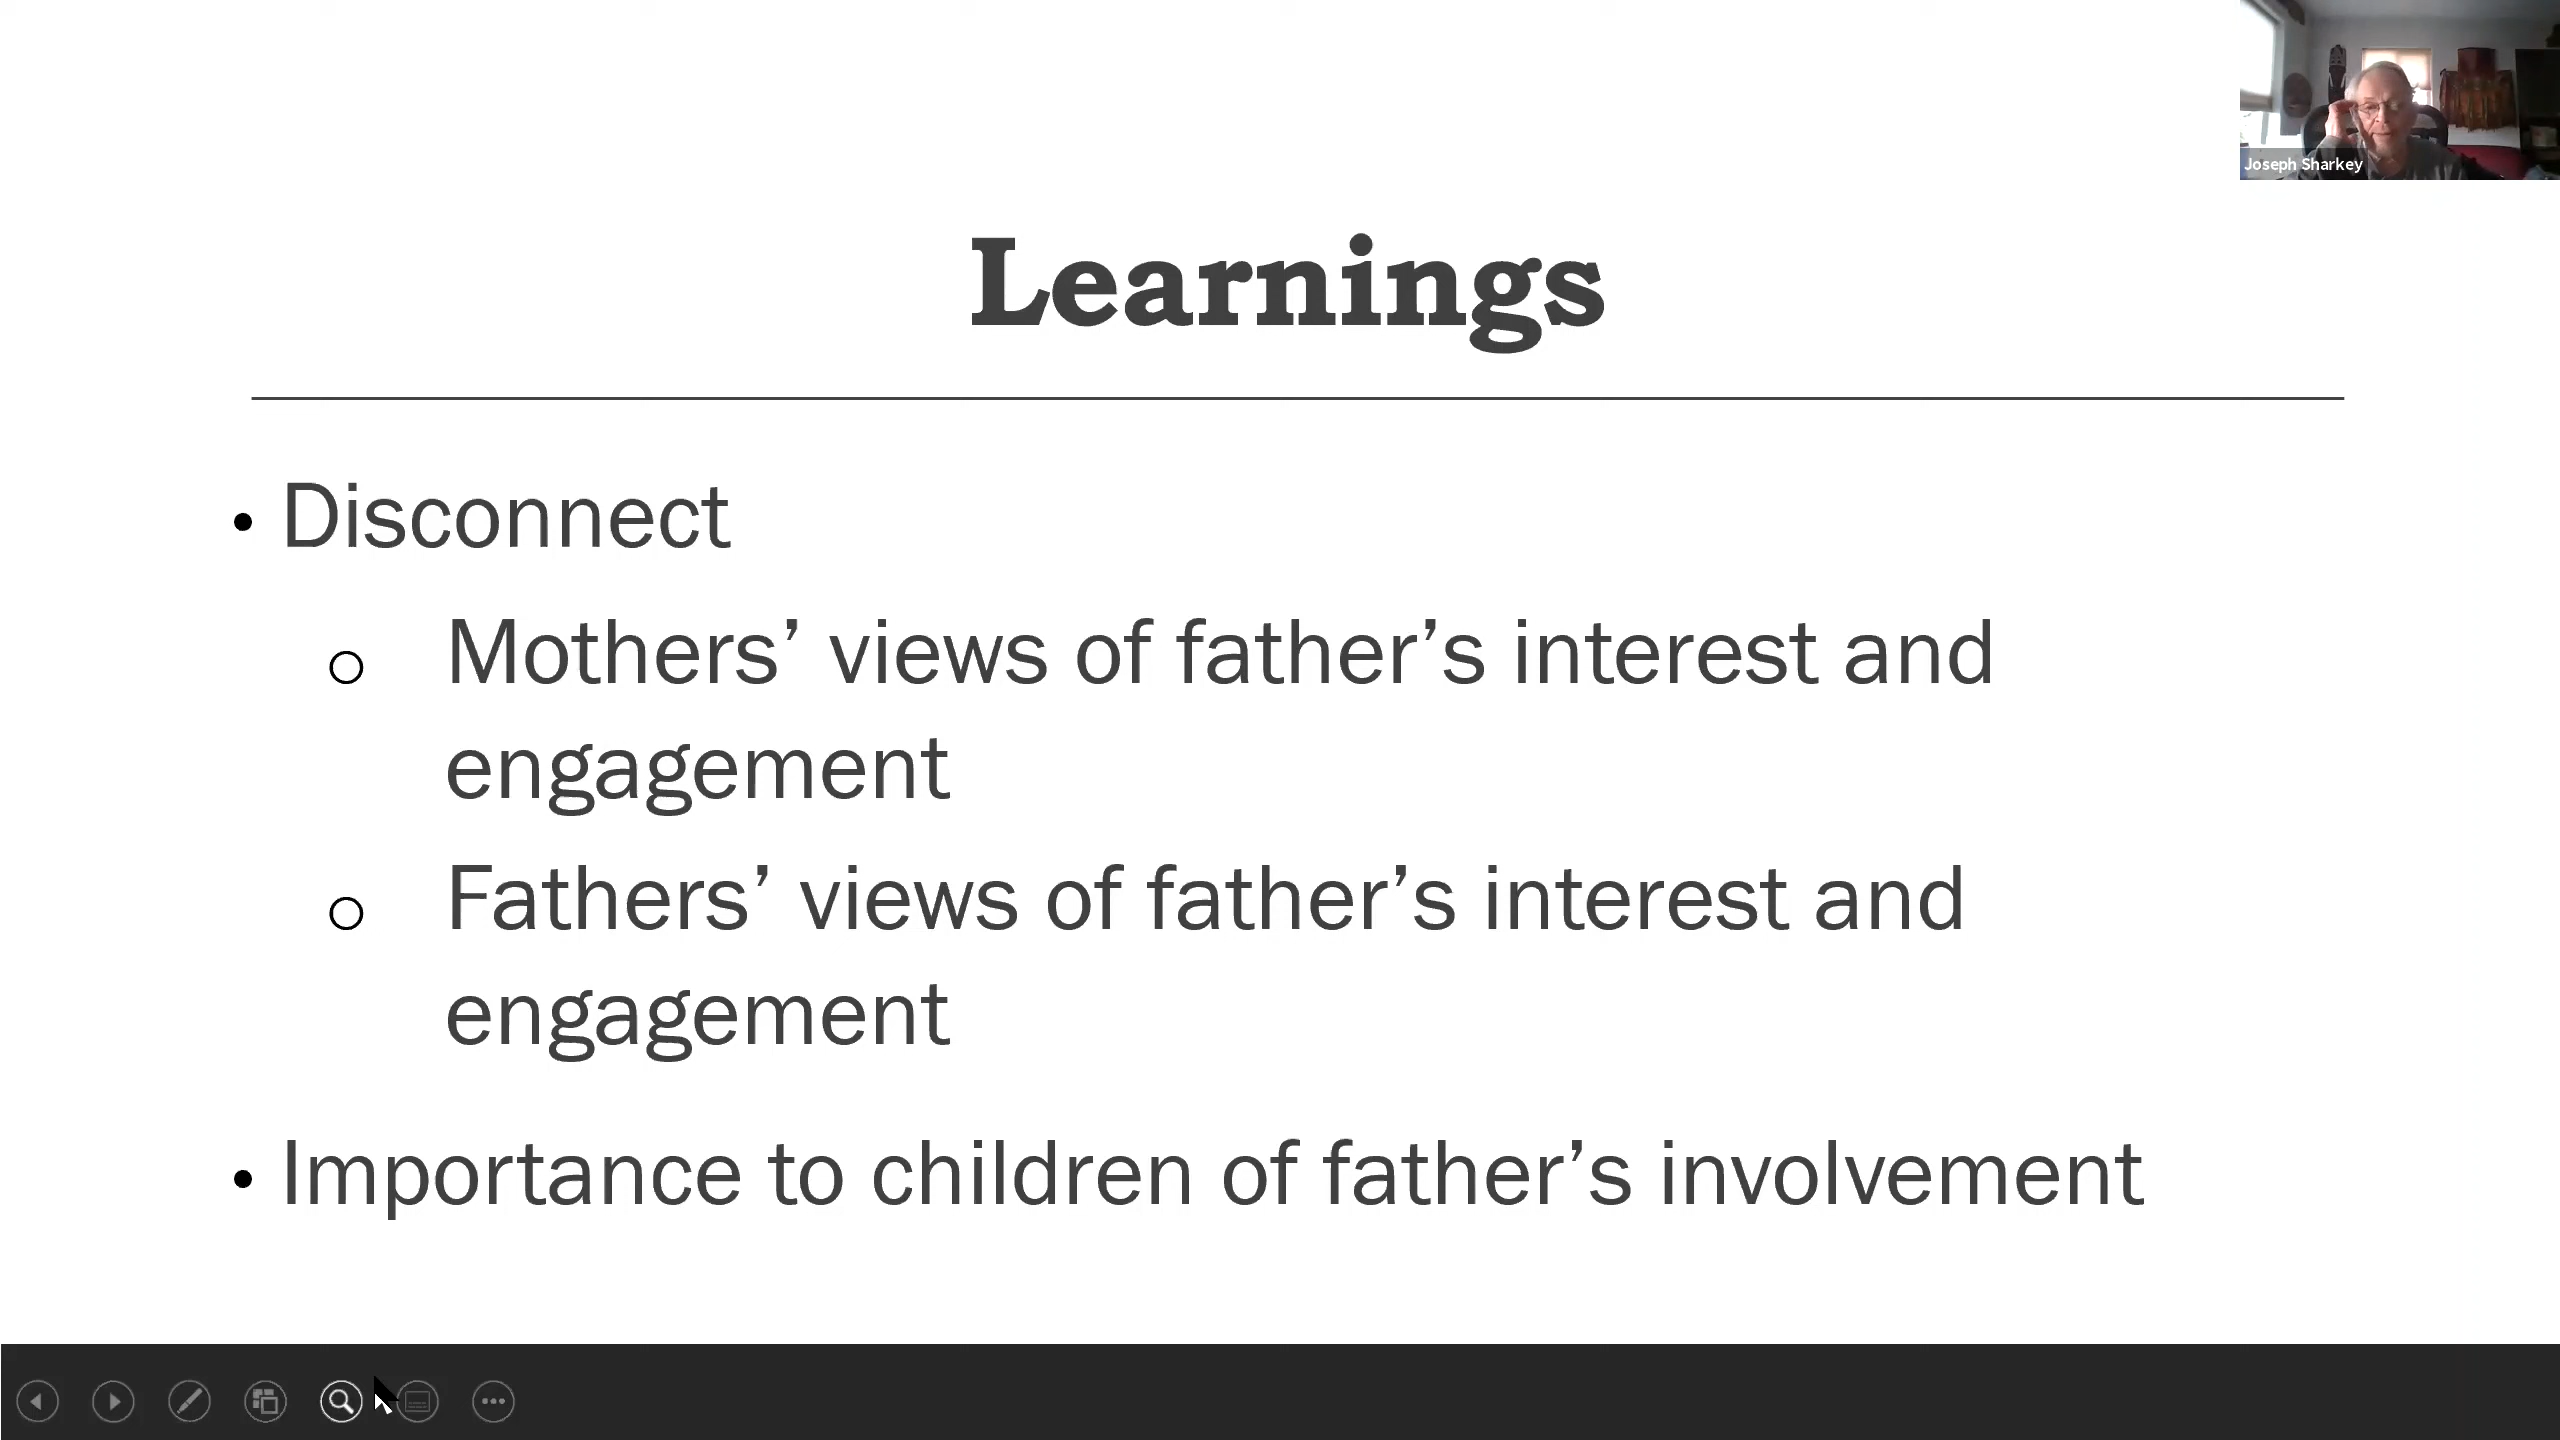 Joseph Sharkey
Learnings
• Disconnect
○ Mothers’ views of father’s interest and
engagement
○ Fathers’ views of father’s interest and
engagement
• Importance to children of father’s involvement